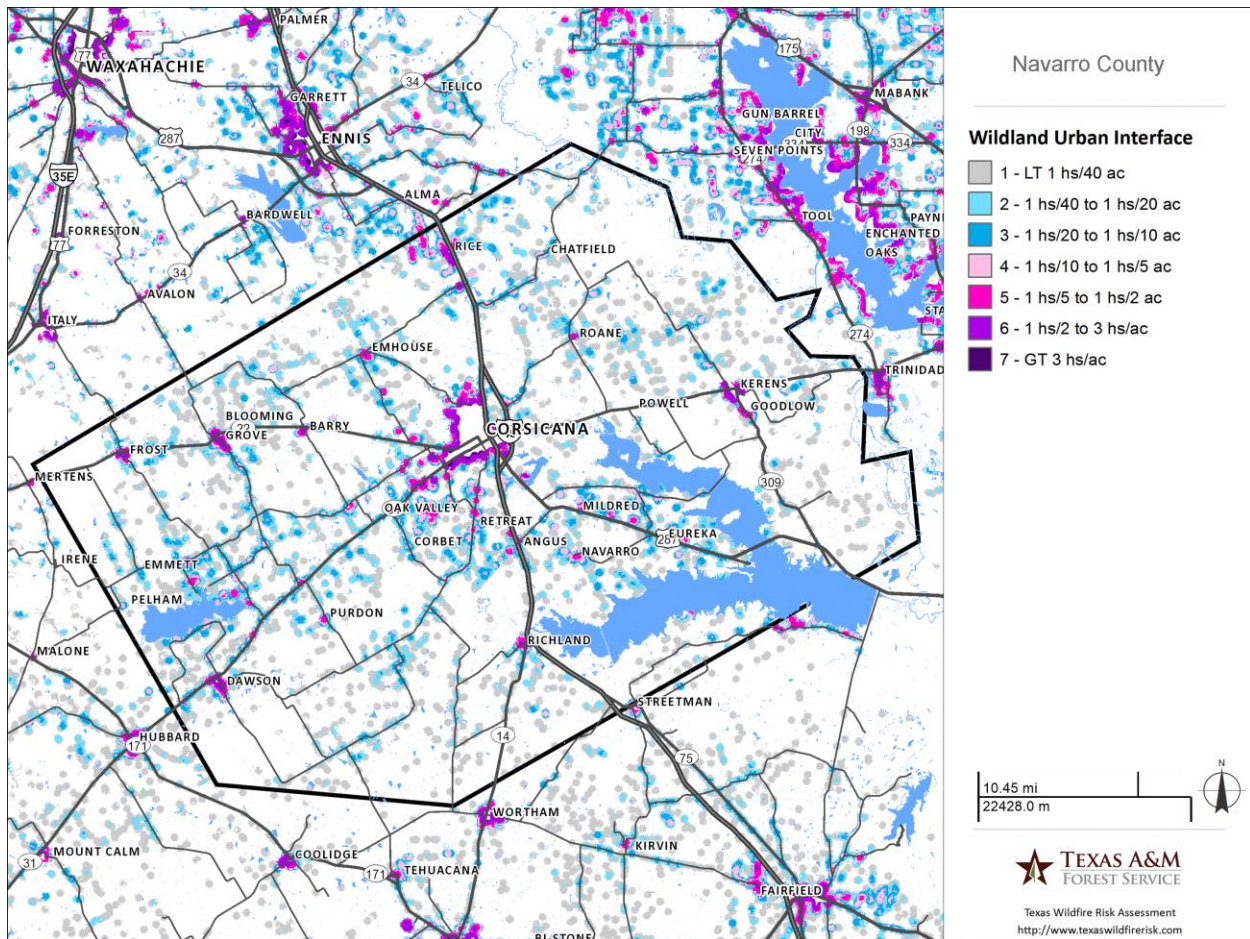 PALMER
77
WAXAHACHIE
34
TELICO
GARRETT
175
MABANK
GUN BARREL
CITY
198
334
334
SEVEN POINTS
274
ENNIS
287
35E
ALMA
BARDWELL
TOOL
ENCHANTED
OAKS
FORRESTON
77
RICE
CHATFIELD
34
AVALON
ITALY
274
ROANE
EMHOUSE
TRINIDAD
KERENS
GOODLOW
POWELL
BLOOMING
GROVE
22
BARRY
CORSICANA
FROST
MERTENS
309
OAK VALLEY
MILDRED
RETREAT
CORBET
ANGUS
EUREKA
287
NAVARRO
IRENE
EMMETT
PELHAM
PURDON
RICHLAND
MALONE
DAWSON
STREETMAN
HUBBARD
171
14
75
WORTHAM
KIRVIN
31
MOUNT CALM
COOLIDGE
171
TEHUACANA
FAIRFIELD
Navarro County
Wildland Urban Interface
1 - LT 1 hs/40 ac
2 - 1 hs/40 to 1 hs/20 ac
3 - 1 hs/20 to 1 hs/10 ac
4 - 1 hs/10 to 1 hs/5 ac
5 - 1 hs/5 to 1 hs/2 ac
6 - 1 hs/2 to 3 hs/ac
7 - GT 3 hs/ac
10.45 mi
22428.0 m
N
TEXAS A&M
FOREST SERVICE
Texas Wildfire Risk Assessment
http://www.texaswildfirerisk.com